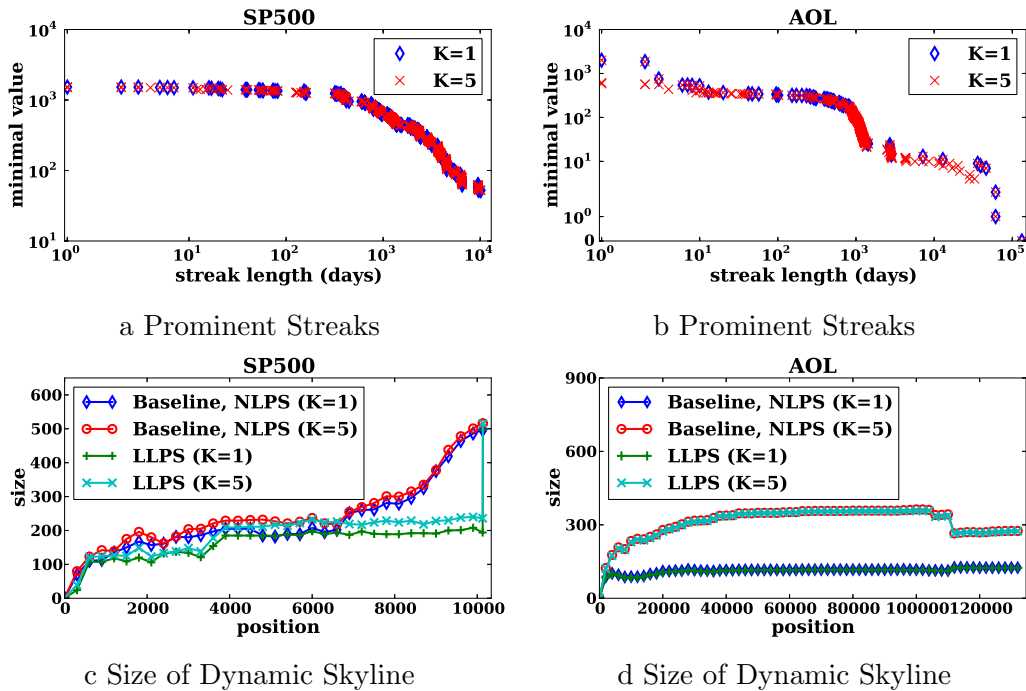 SP500
10^4
10^3
10^2
10^1
minimal value
K=1
K=5
10^0 10^1 10^2 10^3 10^4
streak length (days)
a Prominent Streaks
AOL
10^4
10^3
10^2
10^1
10^0
0
minimal value
K=1
K=5
10^0 10^1 10^2 10^3 10^4 10^5
streak length (days)
b Prominent Streaks
SP500
600
500
400
300
200
100
0
size
Baseline, NLPS (K=1)
Baseline, NLPS (K=5)
LLPS (K=1)
LLPS (K=5)
0 2000 4000 6000 8000 10000
position
c Size of Dynamic Skyline
AOL
900
600
300
0
size
Baseline, NLPS (K=1)
Baseline, NLPS (K=5)
LLPS (K=1)
LLPS (K=5)
0 20000 40000 60000 80000 100000 120000
position
d Size of Dynamic Skyline